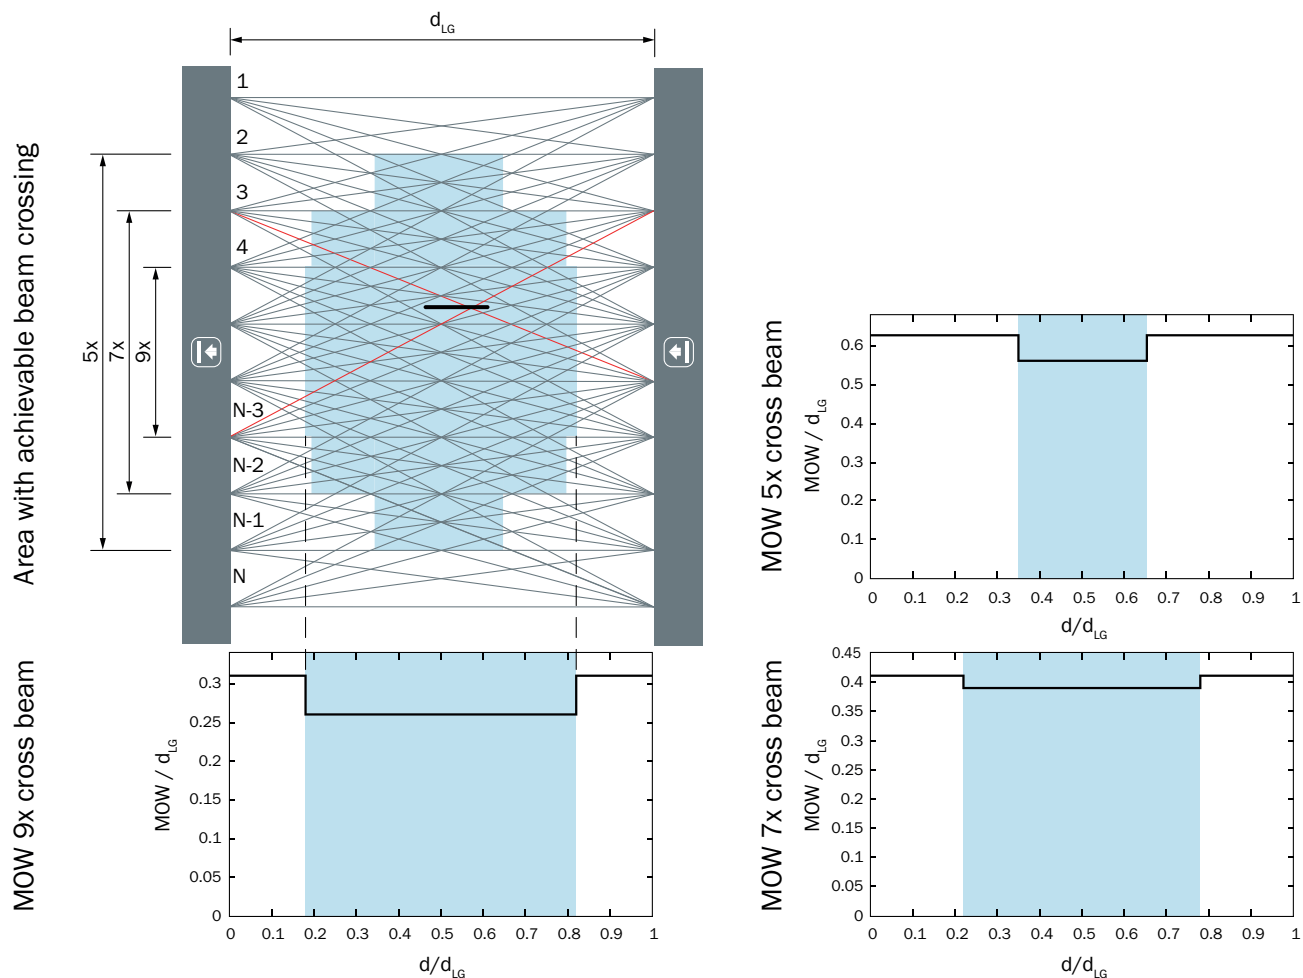 d LG
Area with achievable beam crossing
5x
7x
9x
1
2
3
4
N-3
N-2
N-1
N
MOW 5x cross beam
MOW / d LG
0.6
0.5
0.4
0.3
0.2
0.1
0
0 0.1 0.2 0.3 0.4 0.5 0.6 0.7 0.8 0.9 1
d/d LG
MOW 9x cross beam
MOW / d LG
0.3
0.25
0.2
0.15
0.1
0.05
0
0 0.1 0.2 0.3 0.4 0.5 0.6 0.7 0.8 0.9 1
d/d LG
MOW 7x cross beam
MOW / d LG
0.45
0.4
0.35
0.3
0.25
0.2
0.15
0.1
0.05
0
0 0.1 0.2 0.3 0.4 0.5 0.6 0.7 0.8 0.9 1
d/d LG